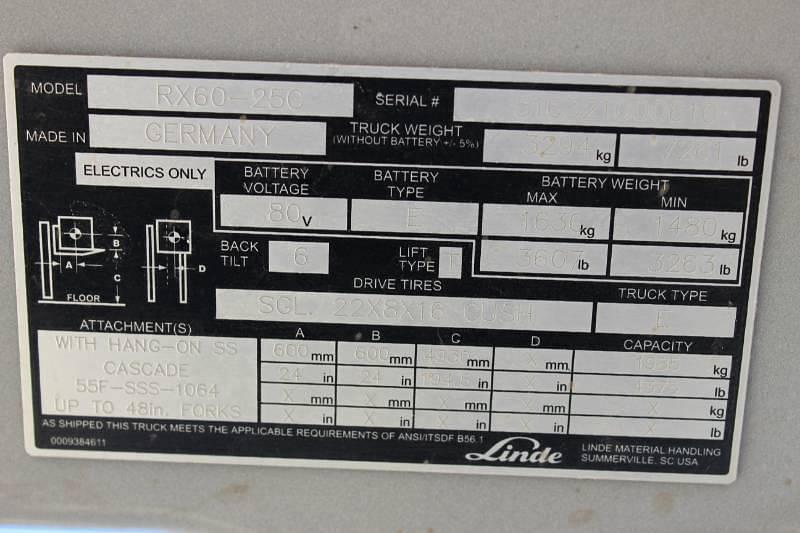 MODEL RX60-25C SERIAL #
MADE IN GERMANY TRUCK WEIGHT (WITHOUT BATTERY +/- 5%) kg lb
ELECTRICS ONLY
BATTERY VOLTAGE BATTERY TYPE BATTERY WEIGHT
MAX MIN
80 V E 1630 kg 1480 kg
BACK TILT 6 LIFT TYPE T lb 3263 lb
A B C D
FLOOR
DRIVE TIRES TRUCK TYPE
SGL. 22X8X16 CUSH E
ATTACHMENT(S) A B C D CAPACITY
WITH HANG-ON SS
CASCADE
55F-SSS-1064
UP TO 48in. FORKS
600 mm 600 mm mm X mm kg
24 in 24 in in X in lb
X mm X mm X mm X mm X kg
X in X in X in X in X lb
AS SHIPPED THIS TRUCK MEETS THE APPLICABLE REQUIREMENTS OF ANSI/ITSDF B56.1
0009384611
Linde
LINDE MATERIAL HANDLING
SUMMERVILLE, SC USA